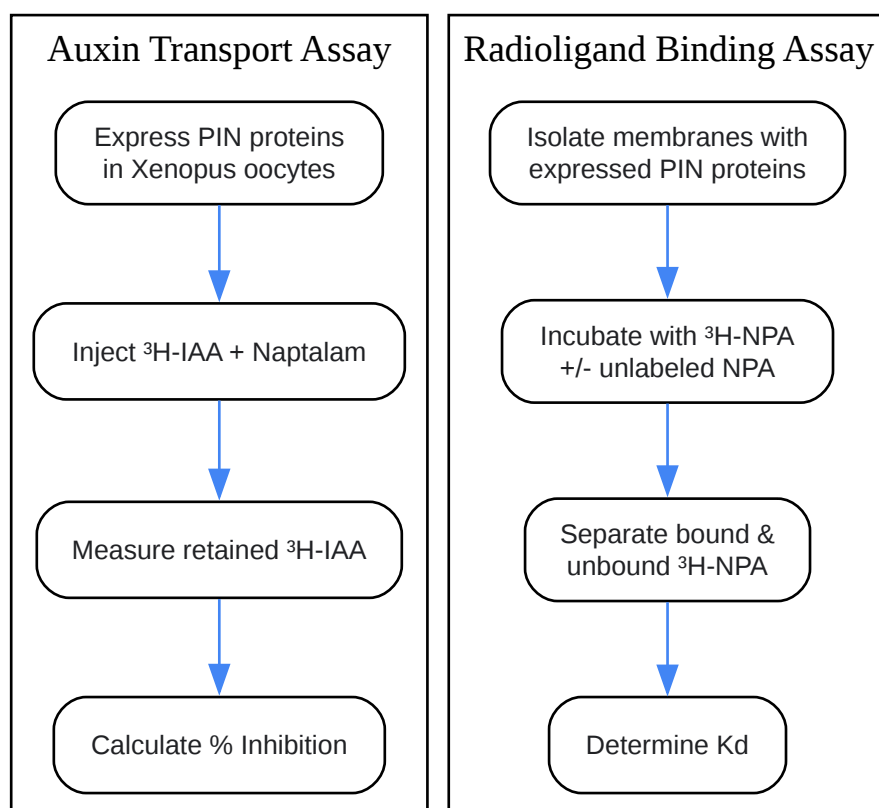 Auxin Transport Assay
Express PIN proteins
in Xenopus oocytes
Inject ³H-IAA + Naptalam
Measure retained ³H-IAA
Calculate % Inhibition
Radioligand Binding Assay
Isolate membranes with
expressed PIN proteins
Incubate with ³H-NPA
+/- unlabeled NPA
Separate bound &
unbound ³H-NPA
Determine Kd